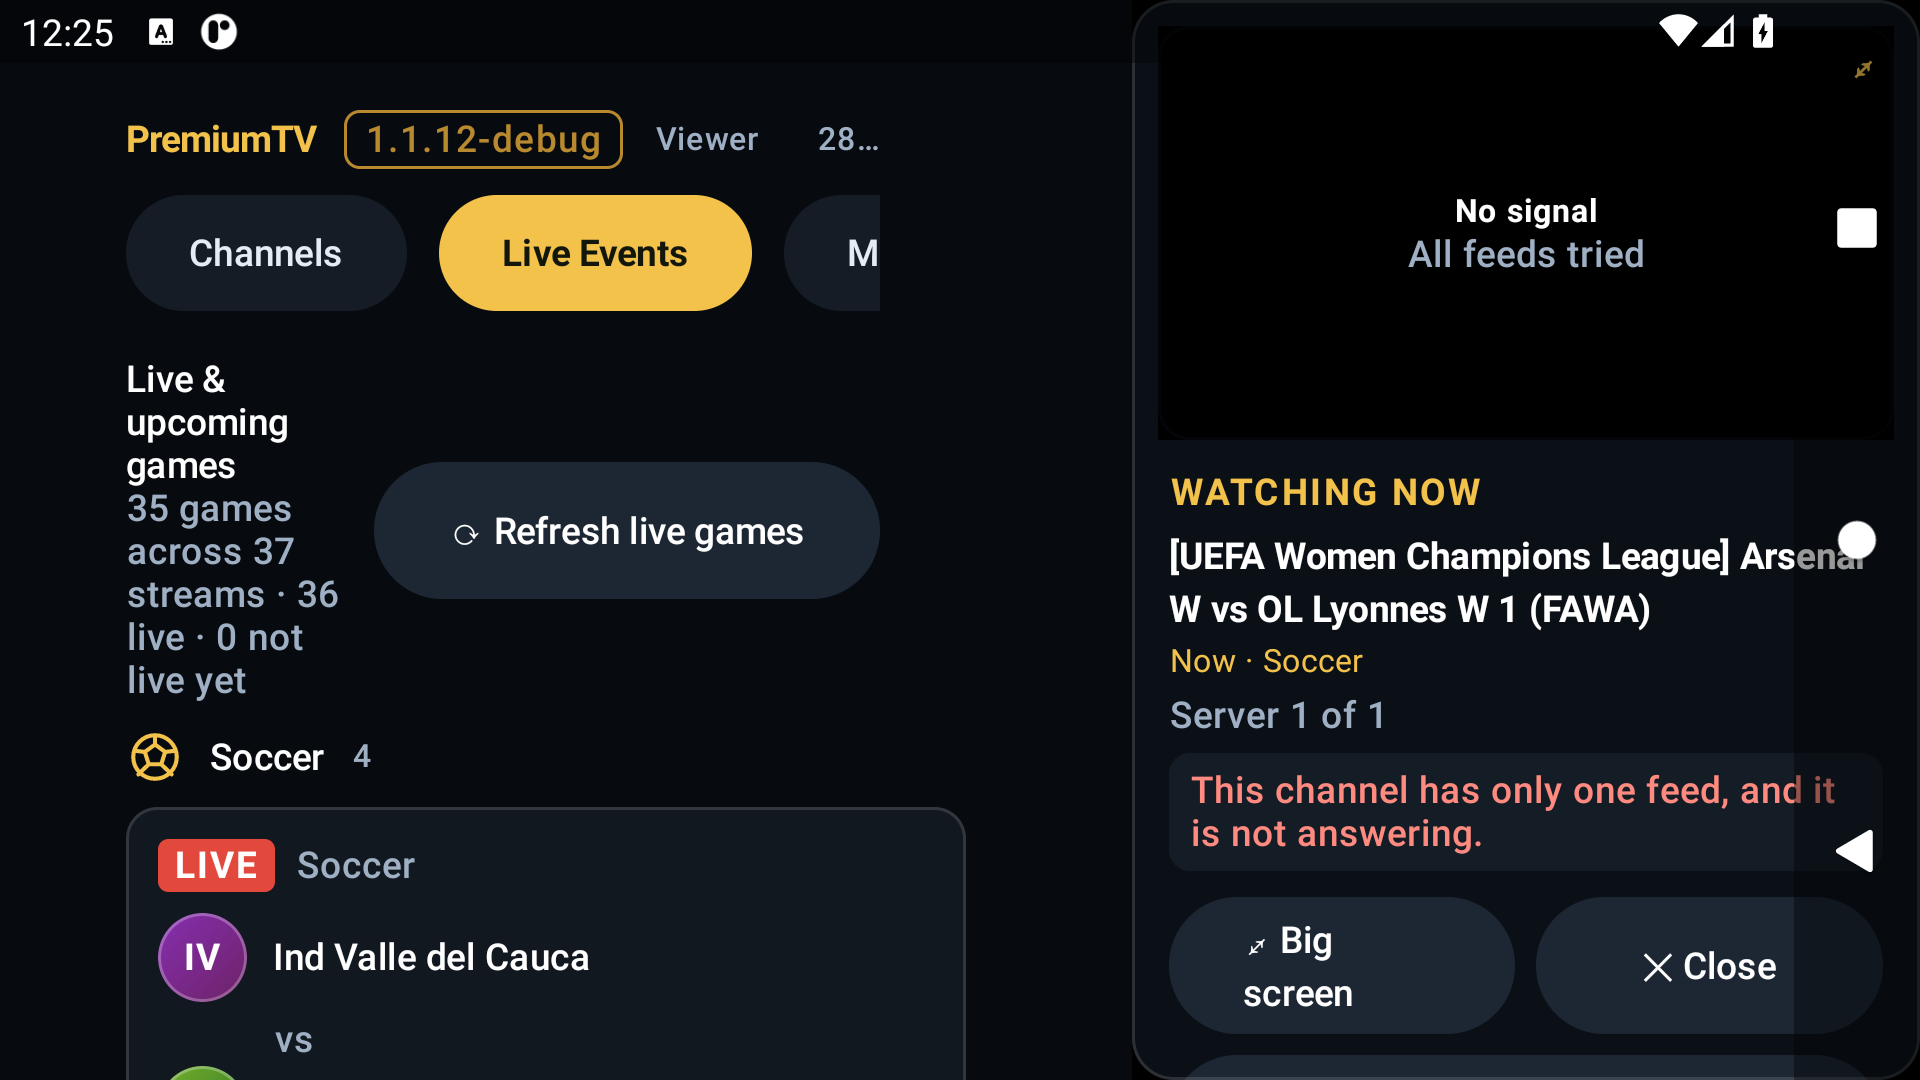 12:25
PremiumTV 1.1.12-debug Viewer 28…
Channels Live Events M
Live &
upcoming
games
35 games
across 37
streams · 36
live · 0 not
live yet
Refresh live games
Soccer 4
LIVE Soccer
IV Ind Valle del Cauca
vs
No signal
All feeds tried
WATCHING NOW
[UEFA Women Champions League] Arsenal
W vs OL Lyonnes W 1 (FAWA)
Now · Soccer
Server 1 of 1
This channel has only one feed, and it
is not answering.
Big
screen
Close